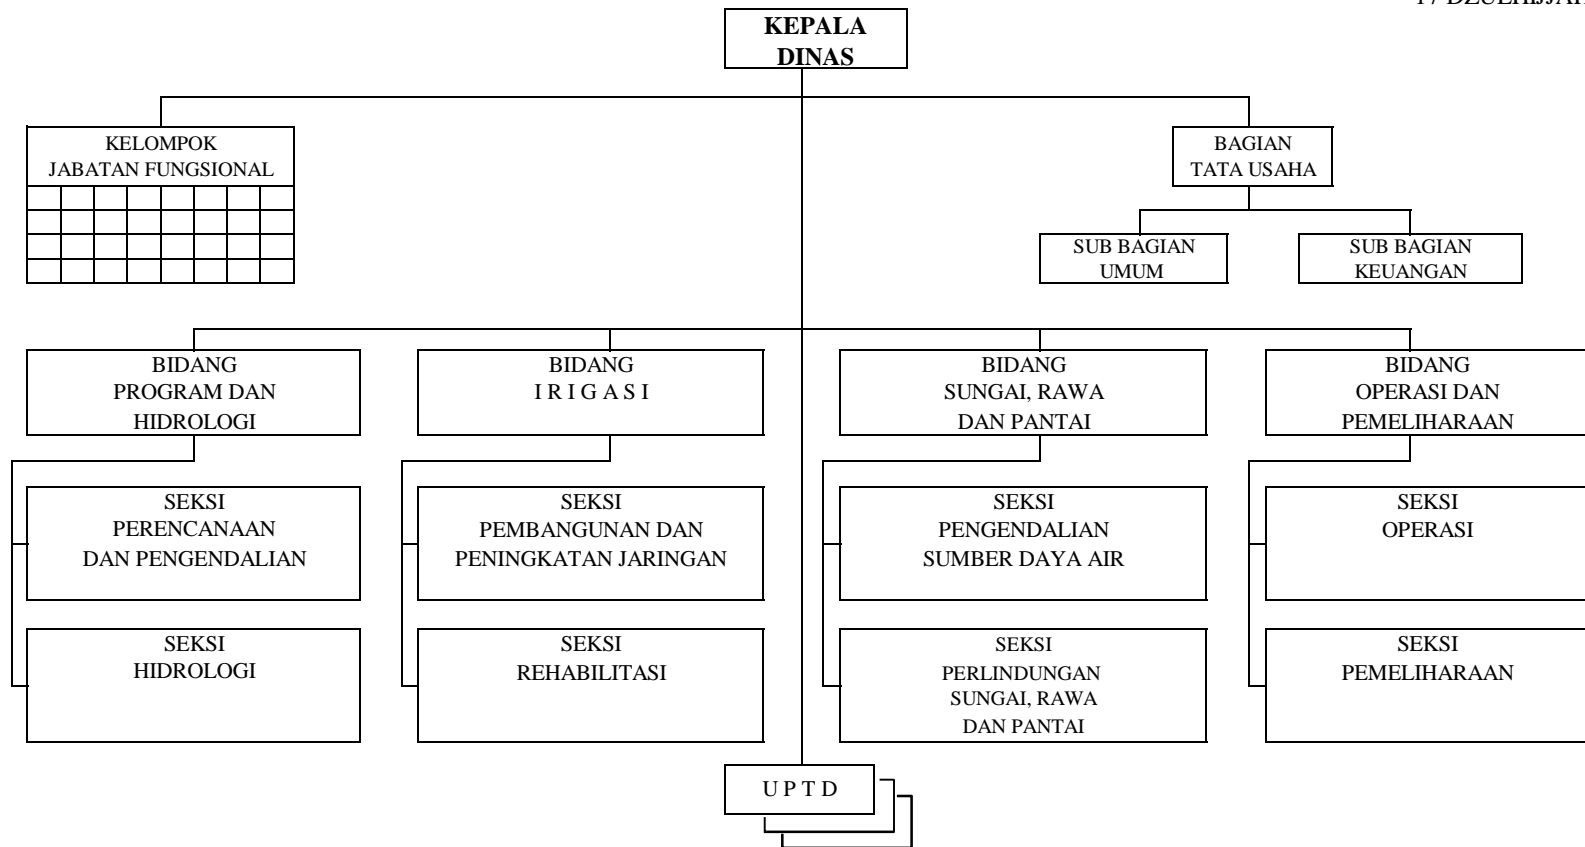 17 DZULHIJJAH
KEPALA
DINAS
KELOMPOK
JABATAN FUNGSIONAL
BAGIAN
TATA USAHA
SUB BAGIAN
UMUM
SUB BAGIAN
KEUANGAN
BIDANG
PROGRAM DAN
HIDROLOGI
BIDANG
I R I G A S I
BIDANG
SUNGAI, RAWA
DAN PANTAI
BIDANG
OPERASI DAN
PEMELIHARAAN
SEKSI
PERENCANAAN
DAN PENGENDALIAN
SEKSI
PEMBANGUNAN DAN
PENINGKATAN JARINGAN
SEKSI
PENGENDALIAN
SUMBER DAYA AIR
SEKSI
OPERASI
SEKSI
HIDROLOGI
SEKSI
REHABILITASI
SEKSI
PERLINDUNGAN
SUNGAI, RAWA
DAN PANTAI
SEKSI
PEMELIHARAAN
U P T D